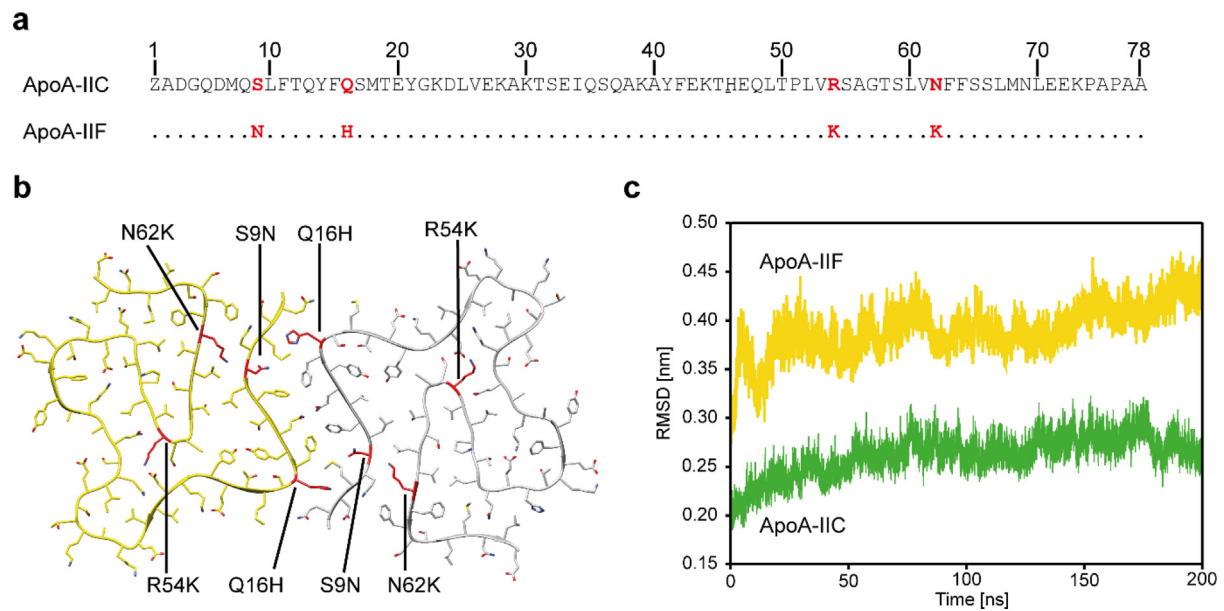 a
1 10 20 30 40 50 60 70 78
ApoA-IIC ZADGQDMQSLFTQYFQSMTEYGKDLVEKAKTSEIQSQAKAYFEKTHEQLTPLVRSAGTSLVNFFSSLMNLEEKPAPAA
ApoA-IIF ........N......H.....................................K.......K................
b
N62K S9N Q16H R54K
R54K Q16H S9N N62K
c
0.50
0.45
0.40
0.35
0.30
0.25
0.20
0.15
RMSD [nm]
ApoA-IIF
ApoA-IIC
0 50 100 150 200
Time [ns]